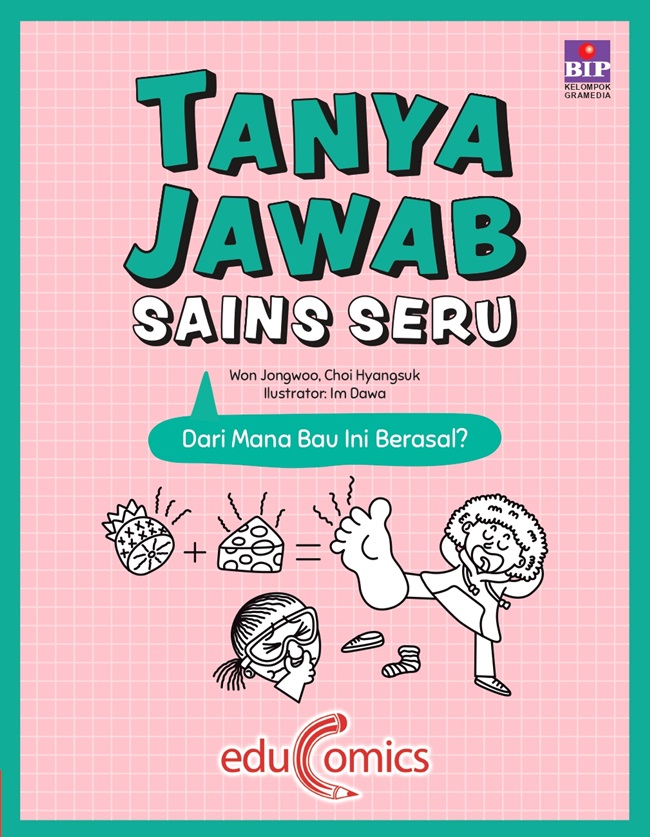 BIP
KELOMPOK
GRAMEDIA
TANYA
JAWAB
SAINS SERU
Won Jongwoo, Choi Hyangsuk
Ilustrator: Im Dawa
Dari Mana Bau Ini Berasal?
+ =
eduComics